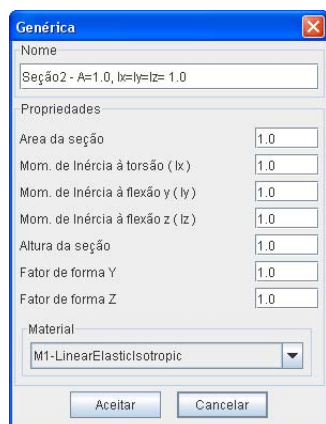 Genérica
Nome
Seção2 - A=1.0, Ix=Iy=Iz= 1.0
Propriedades
Area da seção 1.0
Mom. de Inércia à torsão ( Ix ) 1.0
Mom. de Inércia à flexão y ( Iy ) 1.0
Mom. de Inércia à flexão z ( Iz ) 1.0
Altura da seção 1.0
Fator de forma Y 1.0
Fator de forma Z 1.0
Material
M1-LinearElasticIsotropic
Aceitar Cancelar